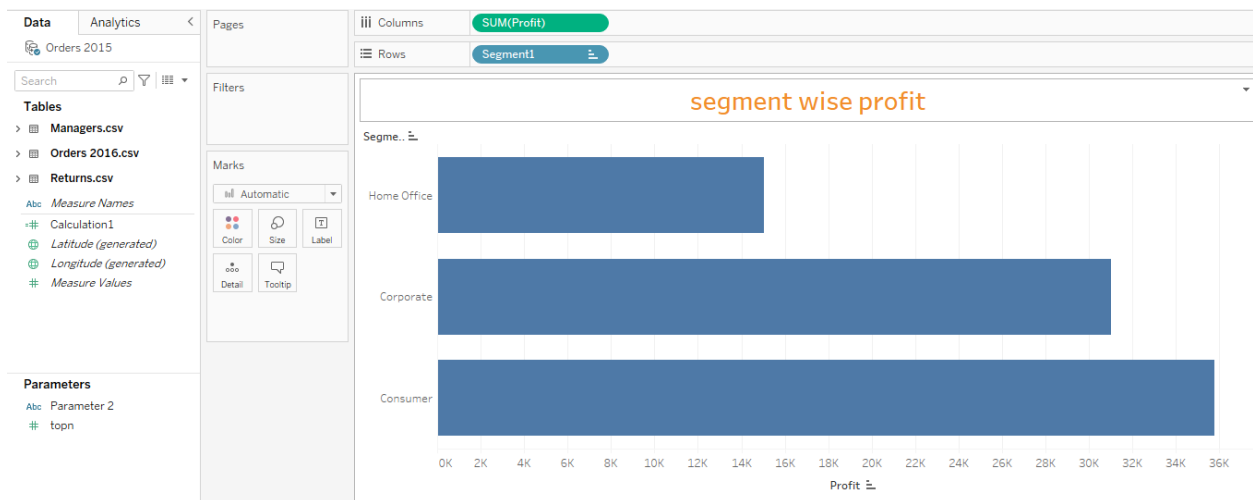 Data Analytics
Orders 2015
Search
Tables
Managers.csv
Orders 2016.csv
Returns.csv
Abc Measure Names
Calculation1
Latitude (generated)
Longitude (generated)
Measure Values
Parameters
Abc Parameter 2
topn
Pages
Filters
Marks
Automatic
Color Size Label
Detail Tooltip
Columns SUM(Profit)
Rows Segment1
segment wise profit
Segme..
Home Office
Corporate
Consumer
0K 2K 4K 6K 8K 10K 12K 14K 16K 18K 20K 22K 24K 26K 28K 30K 32K 34K 36K
Profit